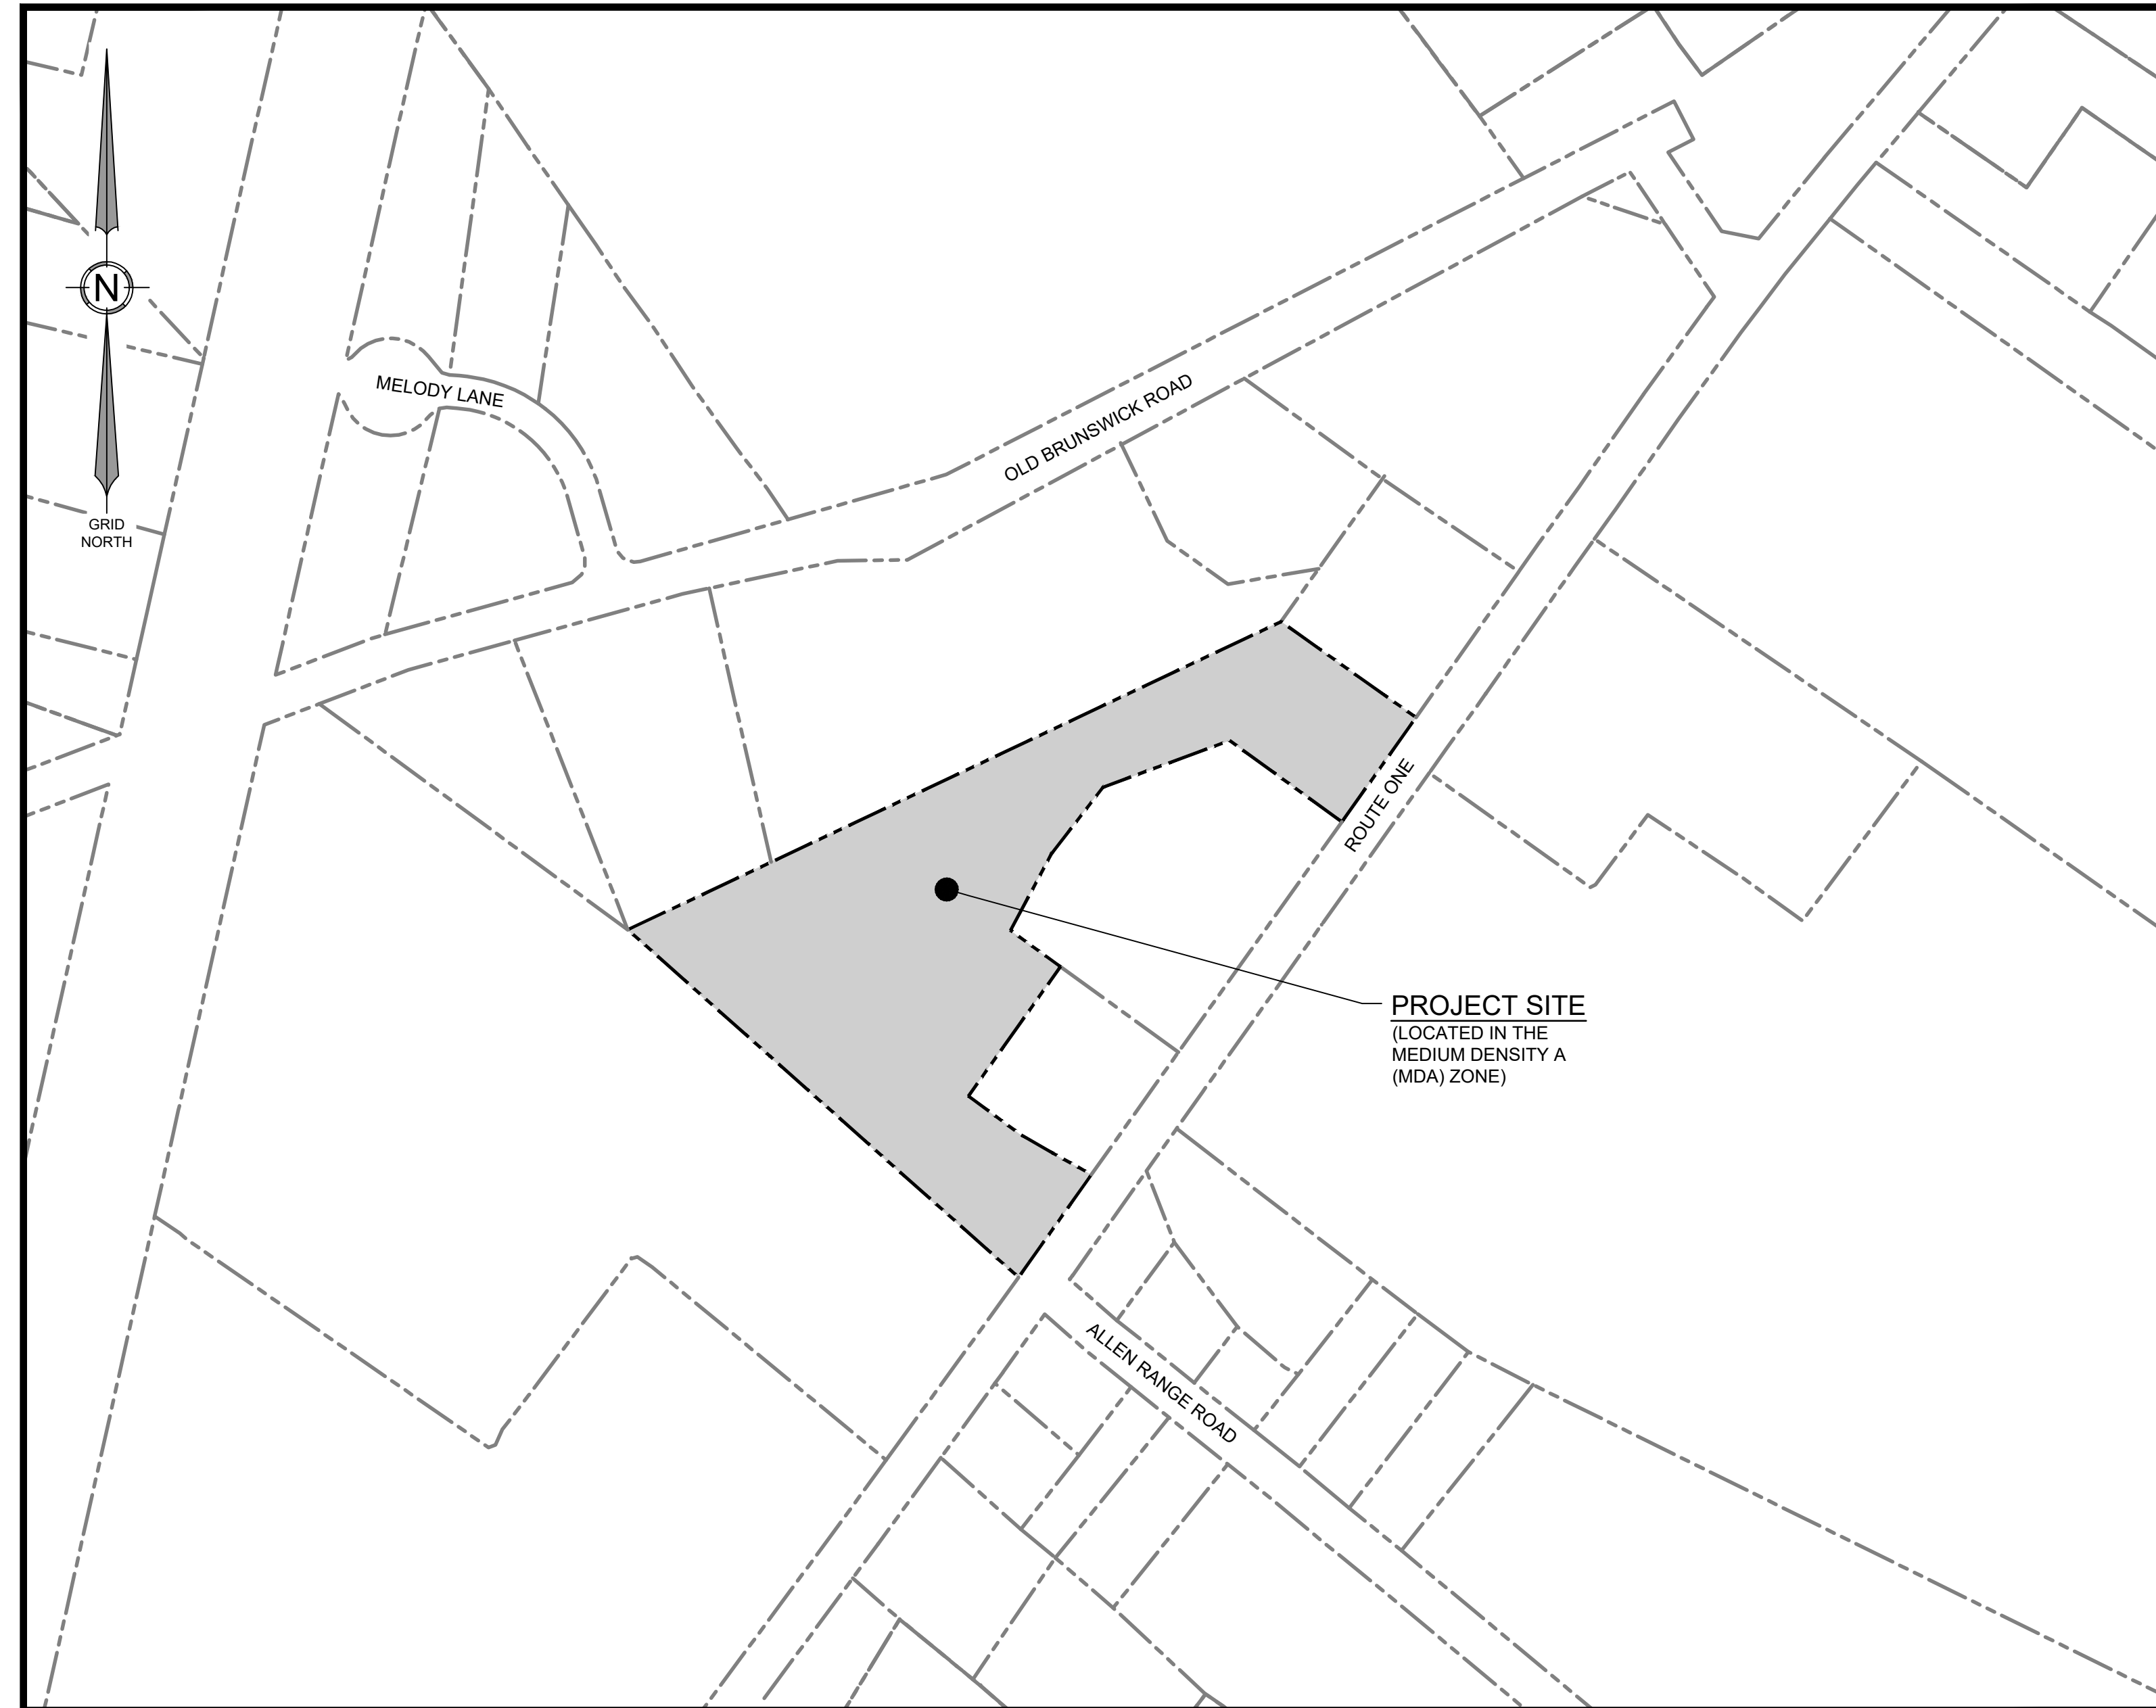 N
GRID
NORTH
MELODY LANE
OLD BRUNSWICK ROAD
ROUTE ONE
PROJECT SITE
(LOCATED IN THE
MEDIUM DENSITY A
(MDA) ZONE)
ALLEN RANGE ROAD